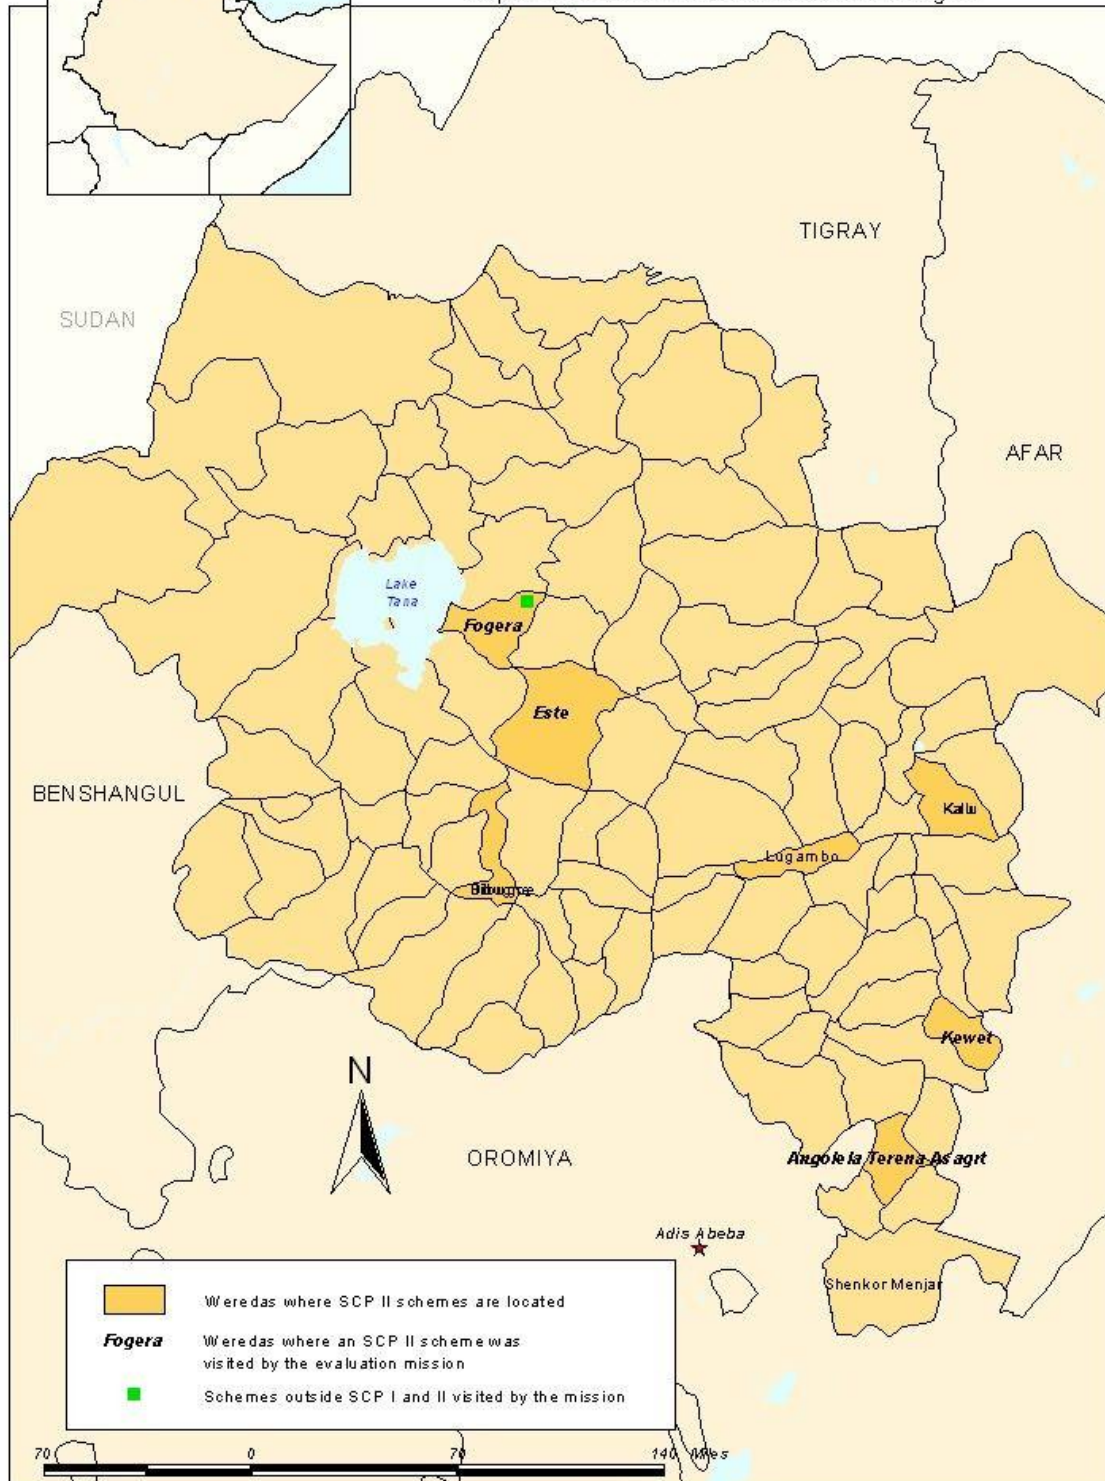 TIGRAY
SUDAN
AFAR
Lake
Tana
Fogera
Este
BENSHANGUL
Kallu
Lugambo
Kewet
N
OROMIYA
Angolela Terena Asagrt
Adis Abeba
Shenkor Menjar
Weredas where SCP II schemes are located
Fogera Weredas where an SCP II scheme was
visited by the evaluation mission
Schemes outside SCP I and II visited by the mission
70 0 70 140 Miles